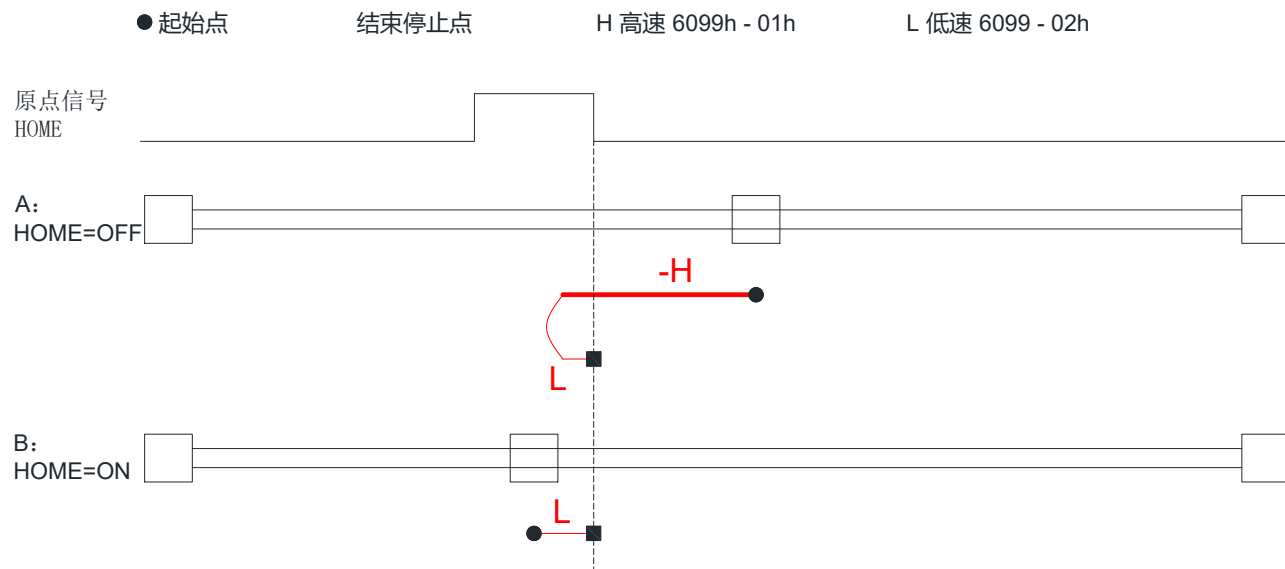 起始点 结束停止点 H 高速 6099h - 01h L 低速 6099 - 02h
原点信号
HOME
A：
HOME=OFF
-H
L
B：
HOME=ON
L